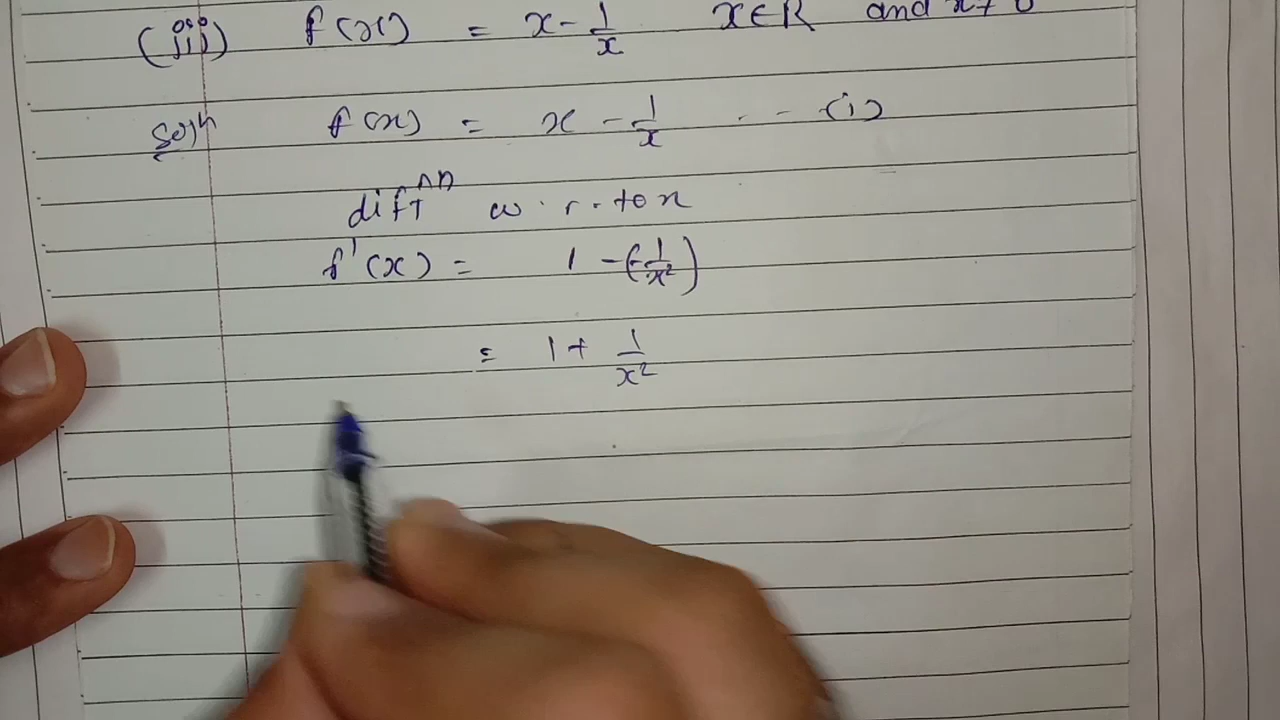 (iii) f(x) = x - 1/x x∈R and x≠0
Soln f(x) = x - 1/x - - (i)
diffn w.r.to x
f'(x) = 1 - (-1/x²)
= 1 + 1/x²